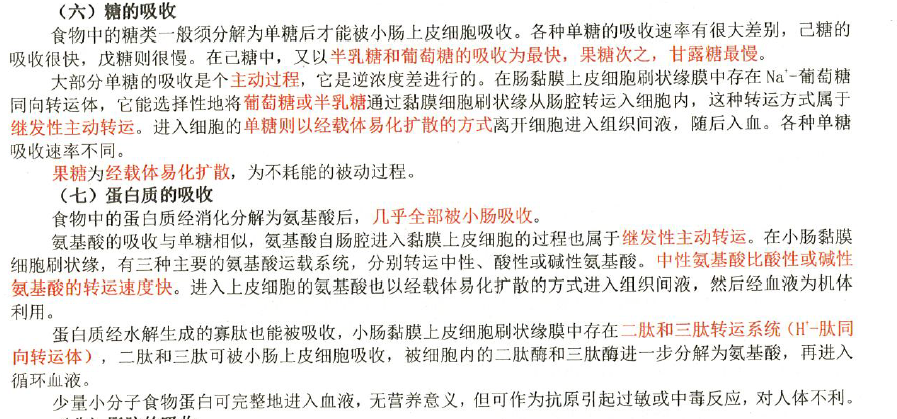 （六）糖的吸收
食物中的糖类一般须分解为单糖后才能被小肠上皮细胞吸收。各种单糖的吸收速率有很大差别，己糖的
吸收很快，戊糖则很慢。在己糖中，又以半乳糖和葡萄糖的吸收为最快，果糖次之，甘露糖最慢。
大部分单糖的吸收是个主动过程，它是逆浓度差进行的。在肠黏膜上皮细胞刷状缘膜中存在Na⁺-葡萄糖
同向转运体，它能选择性地将葡萄糖或半乳糖通过黏膜细胞刷状缘从肠腔转运入细胞内，这种转运方式属于
继发性主动转运。进入细胞的单糖则以经载体易化扩散的方式离开细胞进入组织间液，随后入血。各种单糖
吸收速率不同。
果糖为经载体易化扩散，为不耗能的被动过程。
（七）蛋白质的吸收
食物中的蛋白质经消化分解为氨基酸后，几乎全部被小肠吸收。
氨基酸的吸收与单糖相似，氨基酸自肠腔进入黏膜上皮细胞的过程也属于继发性主动转运。在小肠黏膜
细胞刷状缘，有三种主要的氨基酸运载系统，分别转运中性、酸性或碱性氨基酸。中性氨基酸比酸性或碱性
氨基酸的转运速度快。进入上皮细胞的氨基酸也以经载体易化扩散的方式进入组织间液，然后经血液为机体
利用。
蛋白质经水解生成的寡肽也能被吸收，小肠黏膜上皮细胞刷状缘膜中存在二肽和三肽转运系统（H⁺-肽同
向转运体），二肽和三肽可被小肠上皮细胞吸收，被细胞内的二肽酶和三肽酶进一步分解为氨基酸，再进入
循环血液。
少量小分子食物蛋白可完整地进入血液，无营养意义，但可作为抗原引起过敏或中毒反应，对人体不利。